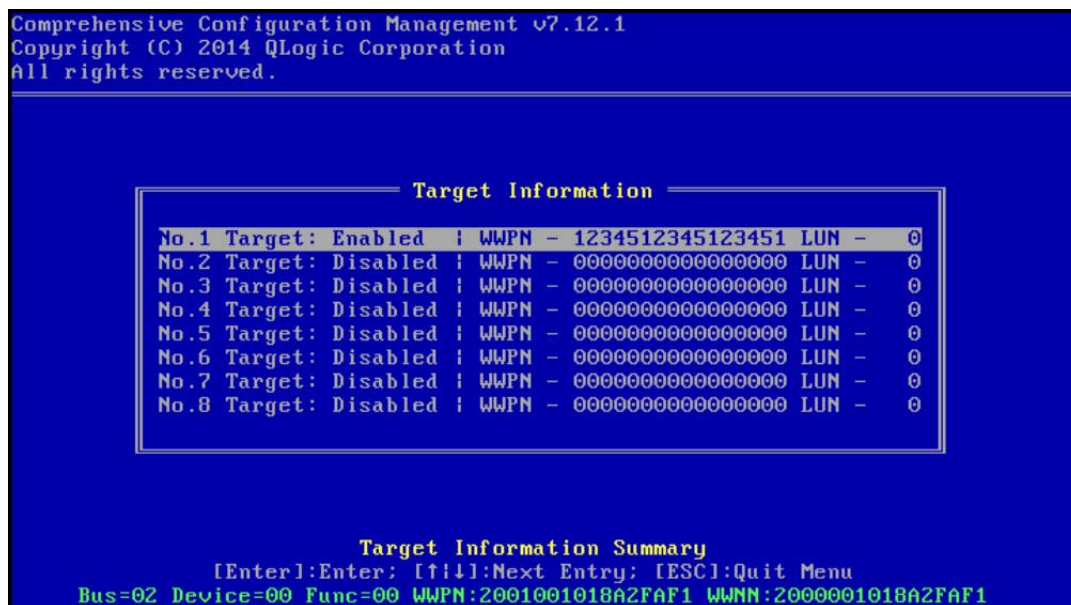 Comprehensive Configuration Management v7.12.1
Copyright (C) 2014 QLogic Corporation
All rights reserved.
Target Information
No.1 Target: Enabled ¦ WWPN - 1234512345123451 LUN - 0
No.2 Target: Disabled ¦ WWPN - 0000000000000000 LUN - 0
No.3 Target: Disabled ¦ WWPN - 0000000000000000 LUN - 0
No.4 Target: Disabled ¦ WWPN - 0000000000000000 LUN - 0
No.5 Target: Disabled ¦ WWPN - 0000000000000000 LUN - 0
No.6 Target: Disabled ¦ WWPN - 0000000000000000 LUN - 0
No.7 Target: Disabled ¦ WWPN - 0000000000000000 LUN - 0
No.8 Target: Disabled ¦ WWPN - 0000000000000000 LUN - 0
Target Information Summary
[Enter]:Enter; [↑¦↓]:Next Entry; [ESC]:Quit Menu
Bus=02 Device=00 Func=00 WWPN:2001001018A2FAF1 WWNN:2000001018A2FAF1